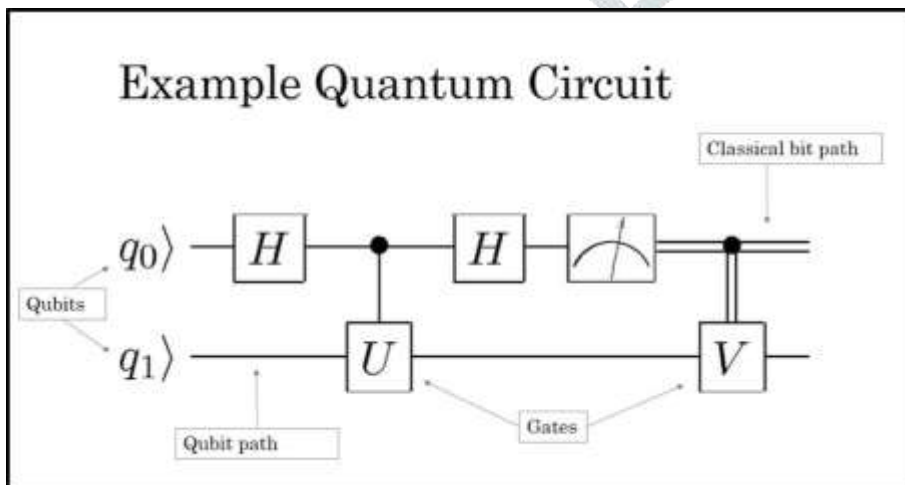 Example Quantum Circuit
Classical bit path
q₀⟩ H H
Qubits
q₁⟩ U V
Gates
Qubit path